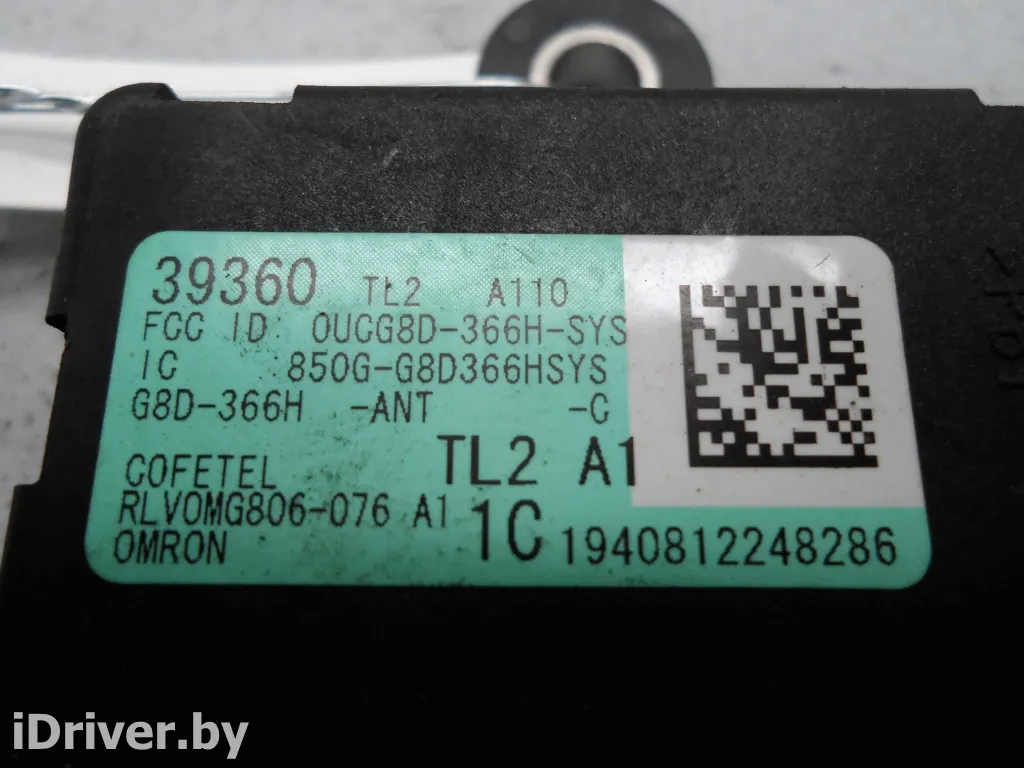 39360 TL2 A110
FCC ID: OUCG8D-366H-SYS
IC 850G-G8D366HSYS
G8D-366H -ANT -C
TL2 A1
COFETEL
RLVOMG806-076 A1
OMRON
1C 1940812248286
iDriver.by